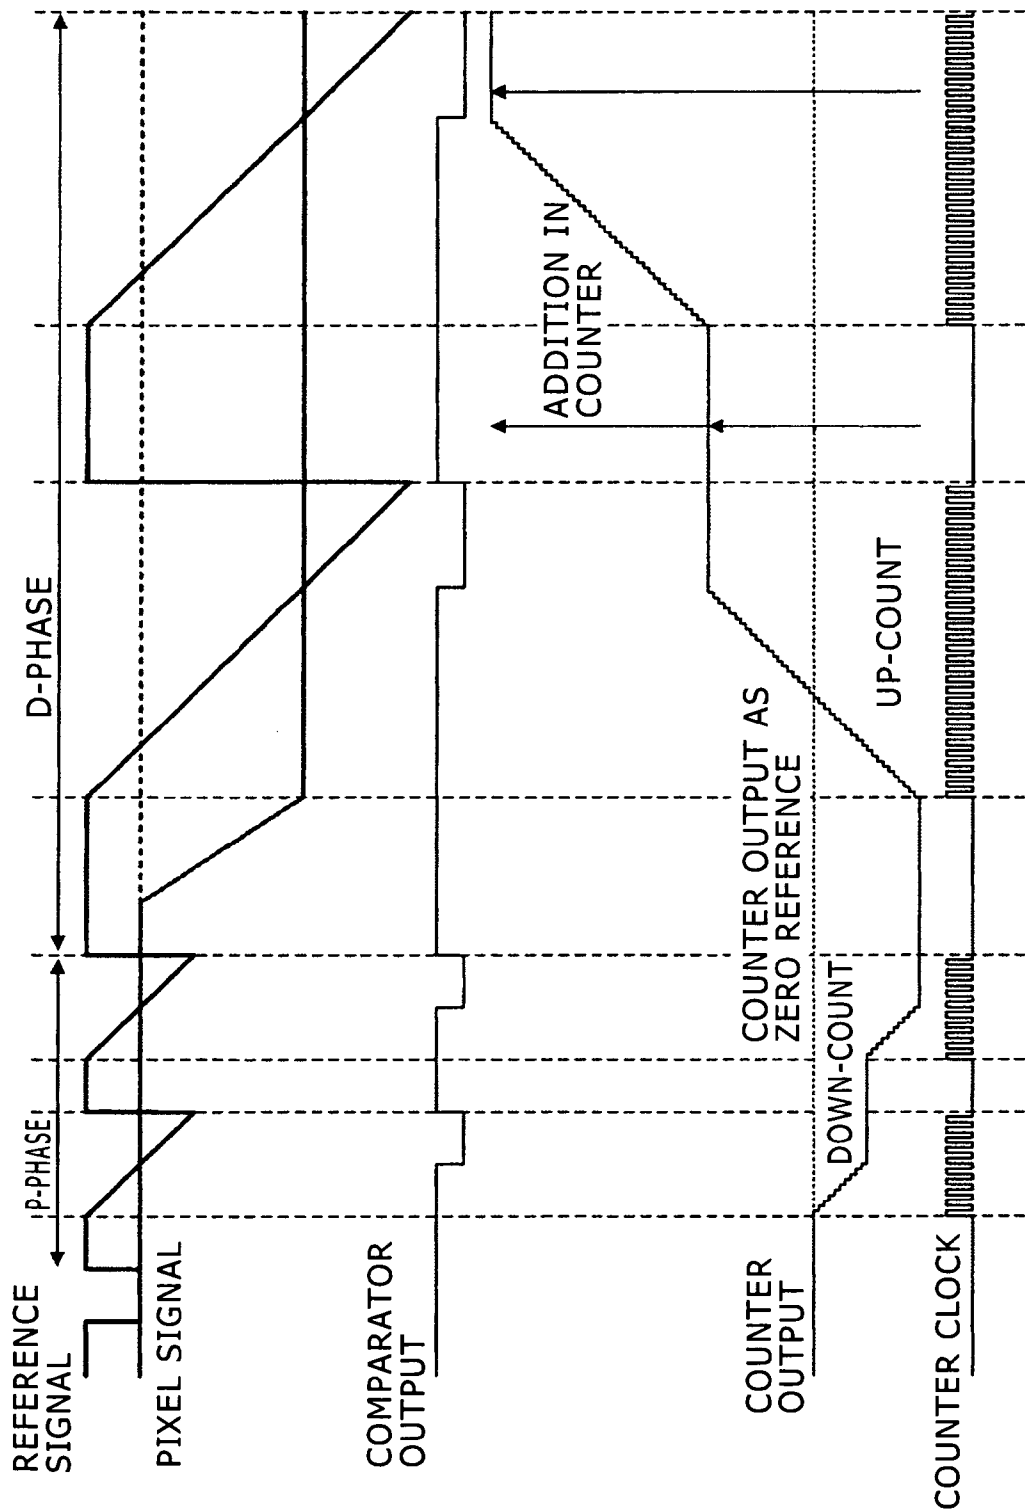 P-PHASE
D-PHASE
REFERENCE
SIGNAL
PIXEL SIGNAL
COMPARATOR
OUTPUT
ADDITION IN
COUNTER
COUNTER OUTPUT AS
ZERO REFERENCE
COUNTER
OUTPUT
DOWN-COUNT
UP-COUNT
COUNTER CLOCK